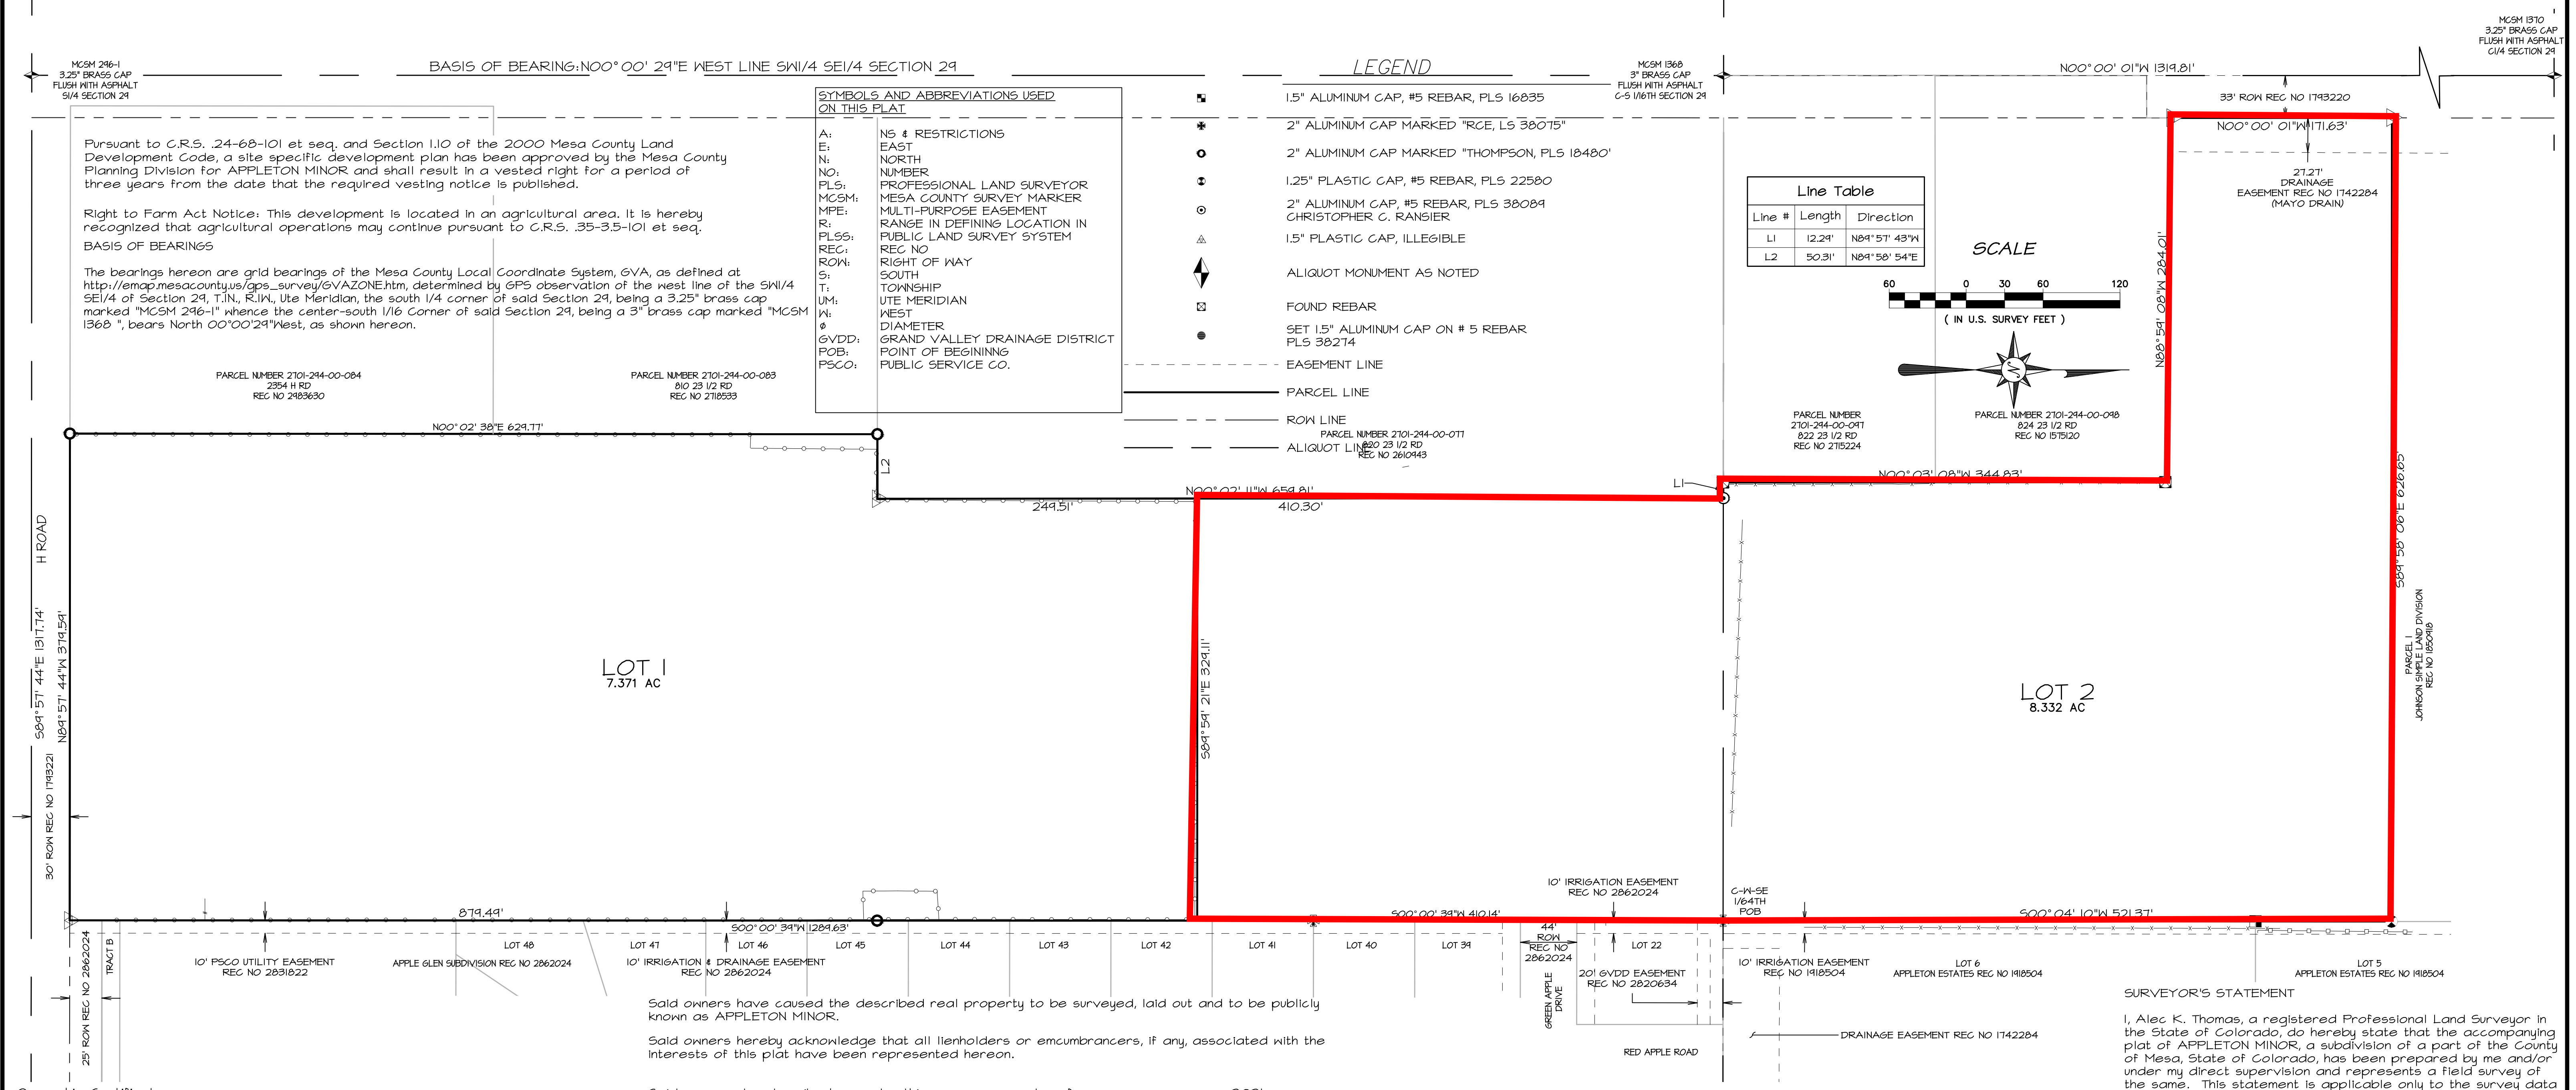 MCSM 296-1
3.25" BRASS CAP
FLUSH WITH ASPHALT
S1/4 SECTION 29
BASIS OF BEARING:N00°00' 29"E WEST LINE SW1/4 SE1/4 SECTION 29
LEGEND
MCSM 1368
3" BRASS CAP
FLUSH WITH ASPHALT
C-S 1/16TH SECTION 29
N00°00' 01"W 1319.81'
MCSM 1370
3.25" BRASS CAP
FLUSH WITH ASPHALT
C1/4 SECTION 29
33' ROW REC NO 1793220
Pursuant to C.R.S. .24-68-101 et seq. and Section 1.10 of the 2000 Mesa County Land
Development Code, a site specific development plan has been approved by the Mesa County
Planning Division for APPLETON MINOR and shall result in a vested right for a period of
three years from the date that the required vesting notice is published.
Right to Farm Act Notice: This development is located in an agricultural area. It is hereby
recognized that agricultural operations may continue pursuant to C.R.S. .35-3.5-101 et seq.
BASIS OF BEARINGS
The bearings hereon are grid bearings of the Mesa County Local Coordinate System, GVA, as defined at
http://emap.mesacounty.us/gps_survey/GVAZONE.htm, determined by GPS observation of the west line of the SW1/4
SE1/4 of Section 29, T.1N., R.1W., Ute Meridian, the south 1/4 corner of said Section 29, being a 3.25" brass cap
marked "MCSM 296-1" whence the center-south 1/16 Corner of said Section 29, being a 3" brass cap marked "MCSM
1368 ", bears North 00°00'29"West, as shown hereon.
SYMBOLS AND ABBREVIATIONS USED
ON THIS PLAT
A: NS & RESTRICTIONS
E: EAST
N: NORTH
NO: NUMBER
PLS: PROFESSIONAL LAND SURVEYOR
MCSM: MESA COUNTY SURVEY MARKER
MPE: MULTI-PURPOSE EASEMENT
R: RANGE IN DEFINING LOCATION IN
PLSS: PUBLIC LAND SURVEY SYSTEM
REC: REC NO
ROW: RIGHT OF WAY
S: SOUTH
T: TOWNSHIP
UM: UTE MERIDIAN
W: WEST
ø DIAMETER
GVDD: GRAND VALLEY DRAINAGE DISTRICT
POB: POINT OF BEGININNG
PSCO: PUBLIC SERVICE CO.
1.5" ALUMINUM CAP, #5 REBAR, PLS 16835
2" ALUMINUM CAP MARKED "RCE, LS 38075"
2" ALUMINUM CAP MARKED "THOMPSON, PLS 18480'
1.25" PLASTIC CAP, #5 REBAR, PLS 22580
2" ALUMINUM CAP, #5 REBAR, PLS 38089
CHRISTOPHER C. RANSIER
1.5" PLASTIC CAP, ILLEGIBLE
ALIQUOT MONUMENT AS NOTED
FOUND REBAR
SET 1.5" ALUMINUM CAP ON # 5 REBAR
PLS 38274
EASEMENT LINE
PARCEL LINE
ROW LINE
ALIQUOT LINE
Line Table
Line # Length Direction
L1 12.29' N89°57' 43"W
L2 50.31' N89°58' 54"E
SCALE
60 0 30 60 120
( IN U.S. SURVEY FEET )
N
N00°00' 01"W 171.63'
27.27'
DRAINAGE
EASEMENT REC NO 1742284
(MAYO DRAIN)
N88°59' 08"W 284.01'
PARCEL NUMBER 2701-294-00-084
2354 H RD
REC NO 2983630
PARCEL NUMBER 2701-294-00-083
810 23 1/2 RD
REC NO 2718533
PARCEL NUMBER 2701-294-00-077
820 23 1/2 RD
REC NO 2610943
PARCEL NUMBER
2701-294-00-097
822 23 1/2 RD
REC NO 2715224
PARCEL NUMBER 2701-294-00-098
824 23 1/2 RD
REC NO 1575120
N00°02' 38"E 629.77'
L2
N00°02' 11"W 659.81'
249.51'
410.30'
L1
N00°03' 08"W 344.83'
S89°58' 06"E 626.65'
H ROAD
S89°57' 44"E 1317.74'
N89°57' 44"W 379.59'
30' ROW REC NO 1793221
LOT 1
7.371 AC
S89°59' 21"E 329.11'
LOT 2
8.332 AC
PARCEL 1
JOHNSON SIMPLE LAND DIVISION
REC NO 1850918
10' IRRIGATION EASEMENT
REC NO 2862024
C-W-SE
1/64TH
POB
879.49'
S00°00' 39"W 1289.63'
S00°00' 39"W 410.14'
S00°04' 10"W 521.37'
25' ROW REC NO 2862024
TRACT B
LOT 48
LOT 47
LOT 46
LOT 45
LOT 44
LOT 43
LOT 42
LOT 41
LOT 40
LOT 39
44'
ROW
REC NO
2862024
LOT 22
10' PSCO UTILITY EASEMENT
REC NO 2831822
APPLE GLEN SUBDIVISION REC NO 2862024
10' IRRIGATION & DRAINAGE EASEMENT
REC NO 2862024
GREEN APPLE
DRIVE
20' GVDD EASEMENT
REC NO 2820634
10' IRRIGATION EASEMENT
REC NO 1918504
LOT 6
APPLETON ESTATES REC NO 1918504
LOT 5
APPLETON ESTATES REC NO 1918504
DRAINAGE EASEMENT REC NO 1742284
RED APPLE ROAD
Said owners have caused the described real property to be surveyed, laid out and to be publicly
known as APPLETON MINOR.
Said owners hereby acknowledge that all lienholders or emcumbrancers, if any, associated with the
interests of this plat have been represented hereon.
SURVEYOR'S STATEMENT
I, Alec K. Thomas, a registered Professional Land Surveyor in
the State of Colorado, do hereby state that the accompanying
plat of APPLETON MINOR, a subdivision of a part of the County
of Mesa, State of Colorado, has been prepared by me and/or
under my direct supervision and represents a field survey of
the same. This statement is applicable only to the survey data